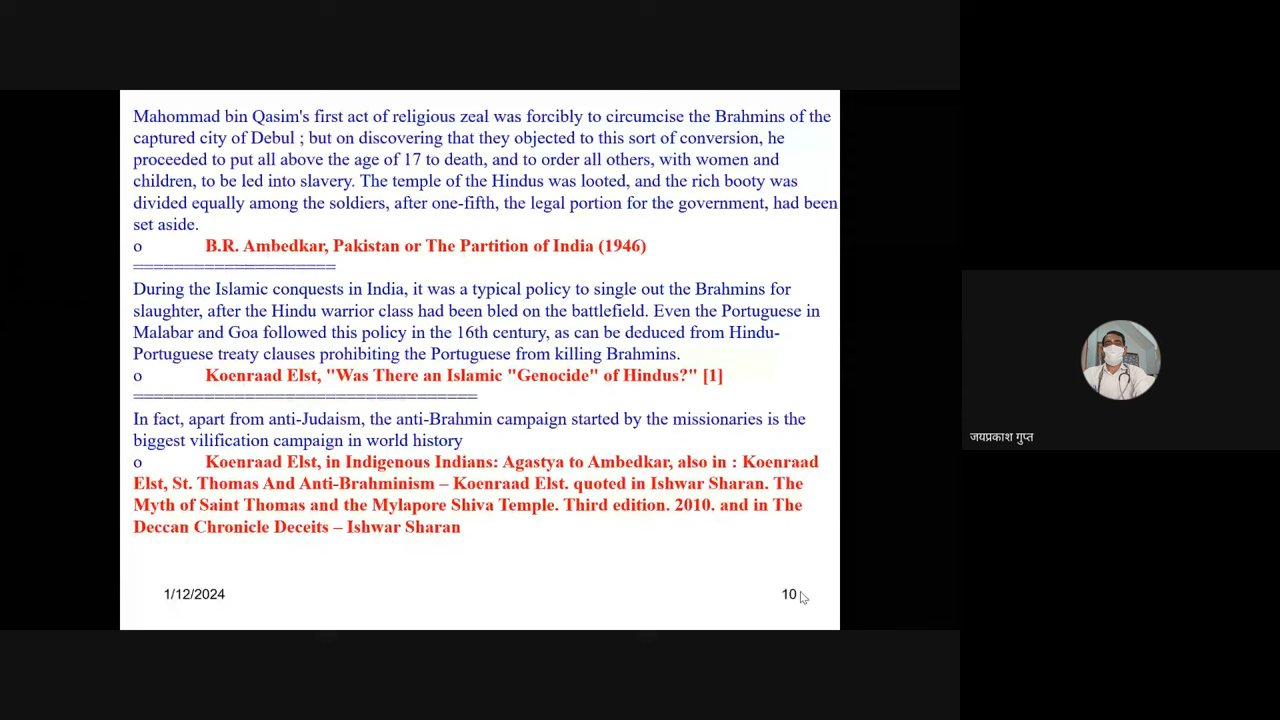 Mahommad bin Qasim's first act of religious zeal was forcibly to circumcise the Brahmins of the
captured city of Debul ; but on discovering that they objected to this sort of conversion, he
proceeded to put all above the age of 17 to death, and to order all others, with women and
children, to be led into slavery. The temple of the Hindus was looted, and the rich booty was
divided equally among the soldiers, after one-fifth, the legal portion for the government, had been
set aside.
o B.R. Ambedkar, Pakistan or The Partition of India (1946)
====================
During the Islamic conquests in India, it was a typical policy to single out the Brahmins for
slaughter, after the Hindu warrior class had been bled on the battlefield. Even the Portuguese in
Malabar and Goa followed this policy in the 16th century, as can be deduced from Hindu-
Portuguese treaty clauses prohibiting the Portuguese from killing Brahmins.
o Koenraad Elst, "Was There an Islamic "Genocide" of Hindus?" [1]
==================================
In fact, apart from anti-Judaism, the anti-Brahmin campaign started by the missionaries is the
biggest vilification campaign in world history
o Koenraad Elst, in Indigenous Indians: Agastya to Ambedkar, also in : Koenraad
Elst, St. Thomas And Anti-Brahminism – Koenraad Elst. quoted in Ishwar Sharan. The
Myth of Saint Thomas and the Mylapore Shiva Temple. Third edition. 2010. and in The
Deccan Chronicle Deceits – Ishwar Sharan
1/12/2024 10
जयप्रकाश गुप्त